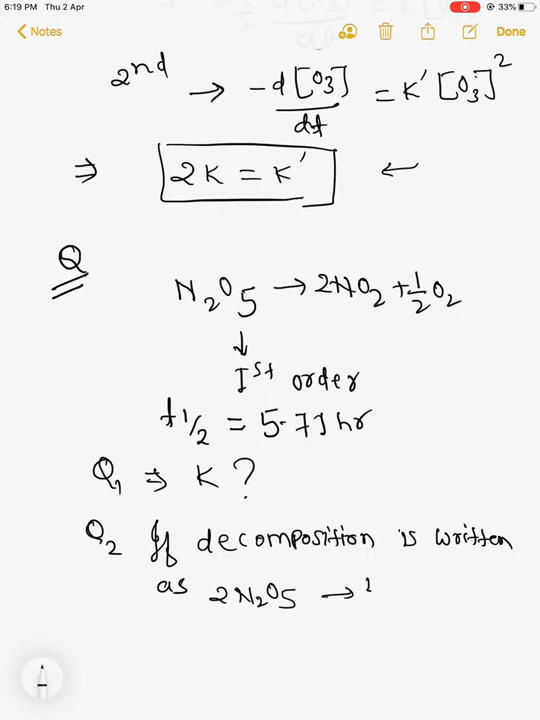 6:19 PM Thu 2 Apr 33%
Notes Done
2nd → -d[O3]/dt = K'[O3]²
⇒ 2K = K' ←
Q
N2O5 → 2NO2 + 1/2 O2
↓
Ist order
t1/2 = 5.71 hr
Q1 ⇒ K ?
Q2 If decomposition is written
as 2N2O5 →